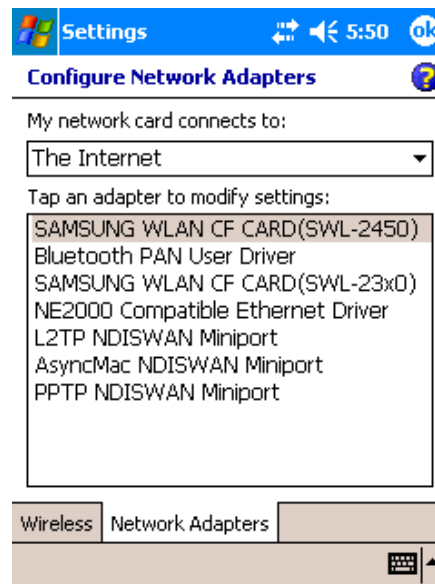 Settings 5:50 ok
Configure Network Adapters ?
My network card connects to:
The Internet
Tap an adapter to modify settings:
SAMSUNG WLAN CF CARD(SWL-2450)
Bluetooth PAN User Driver
SAMSUNG WLAN CF CARD(SWL-23x0)
NE2000 Compatible Ethernet Driver
L2TP NDISWAN Miniport
AsyncMac NDISWAN Miniport
PPTP NDISWAN Miniport
Wireless Network Adapters